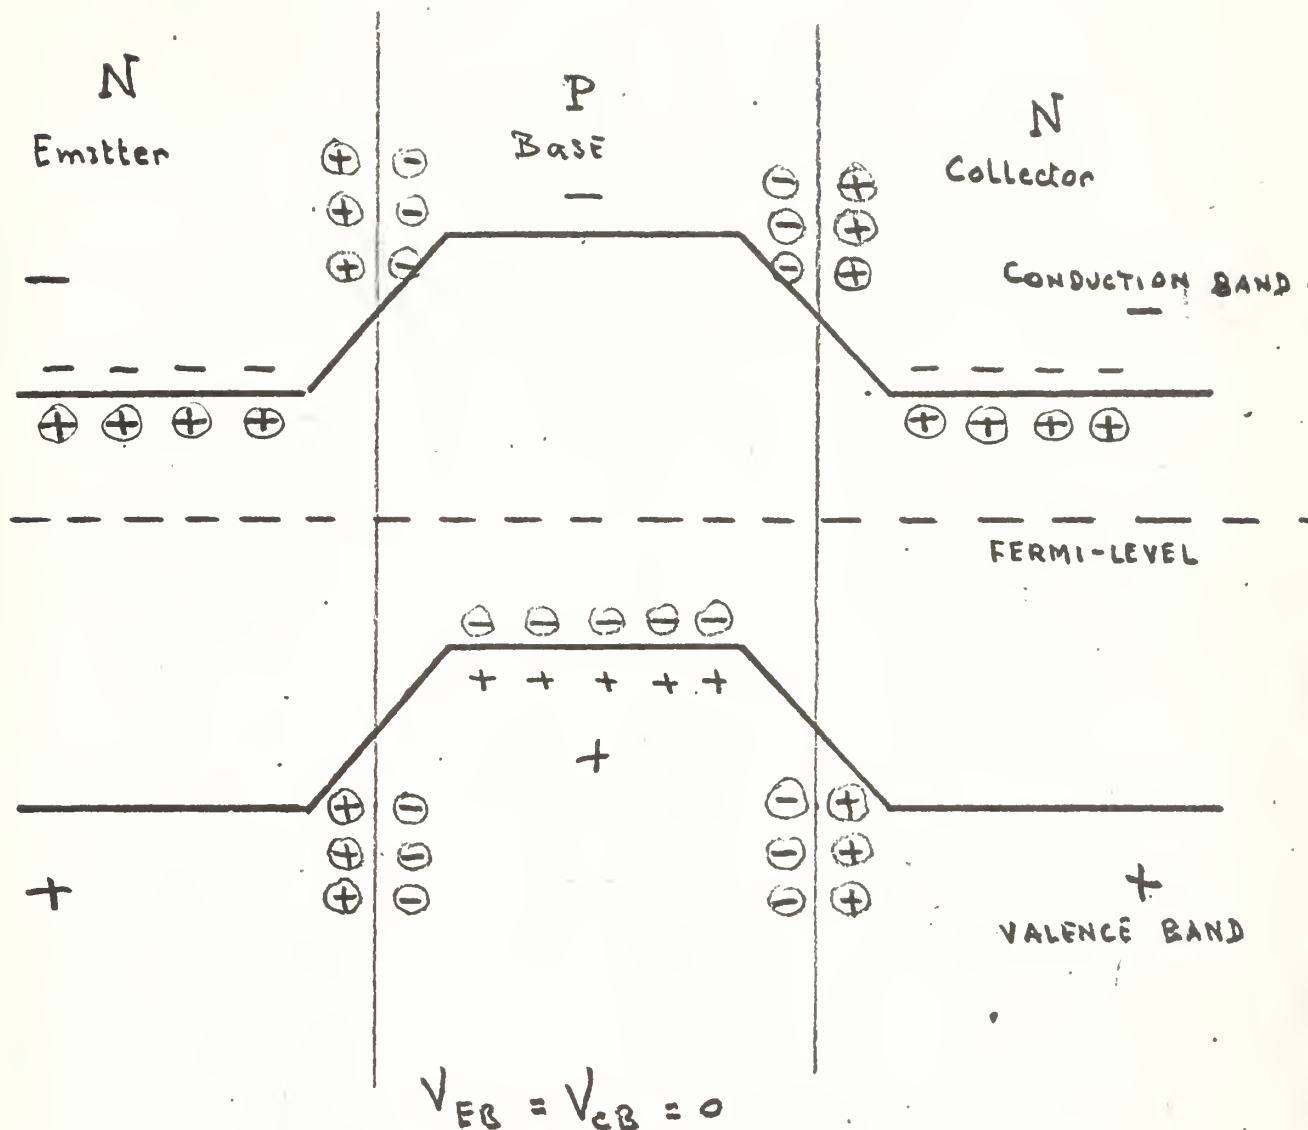 N
Emitter
P
Base
N
Collector
CONDUCTION BAND
FERMI-LEVEL
VALENCE BAND
V_EB = V_CB = 0